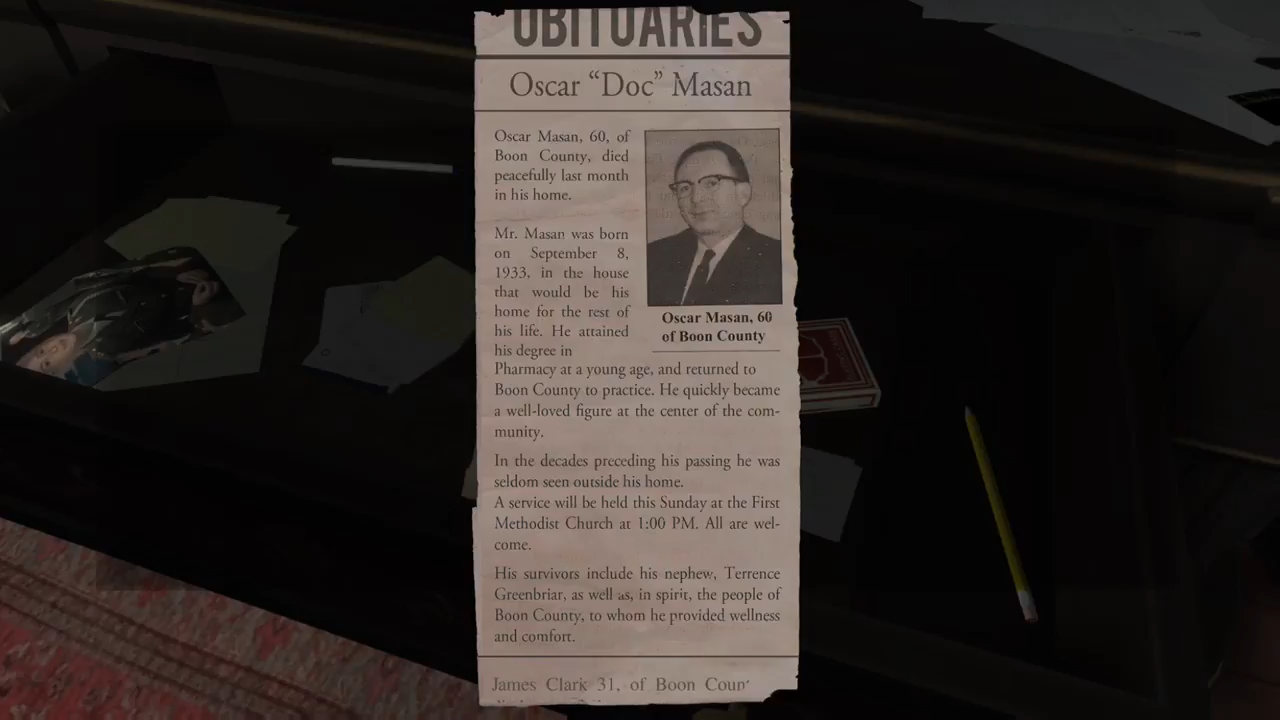 OBITUARIES
Oscar “Doc” Masan
Oscar Masan, 60, of
Boon County, died
peacefully last month
in his home.
Mr. Masan was born
on September 8,
1933, in the house
that would be his
home for the rest of
his life. He attained
his degree in
Pharmacy at a young age, and returned to
Boon County to practice. He quickly became
a well-loved figure at the center of the com-
munity.
Oscar Masan, 60
of Boon County
In the decades preceding his passing he was
seldom seen outside his home.
A service will be held this Sunday at the First
Methodist Church at 1:00 PM. All are wel-
come.
His survivors include his nephew, Terrence
Greenbriar, as well as, in spirit, the people of
Boon County, to whom he provided wellness
and comfort.
James Clark 31, of Boon Coun